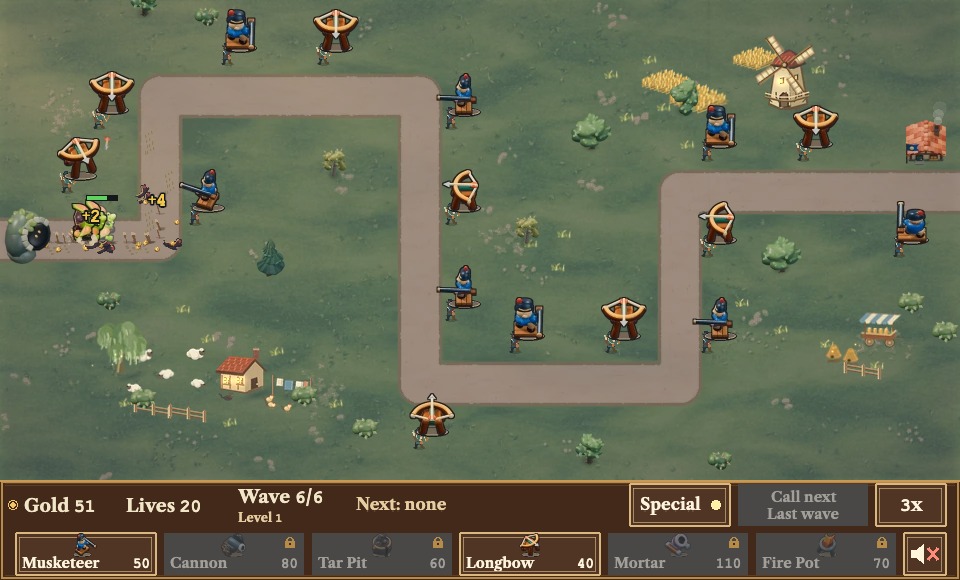 +4
+2
Gold 51
Lives 20
Wave 6/6
Level 1
Next: none
Special
Call next
Last wave
3x
Musketeer 50
Cannon 80
Tar Pit 60
Longbow 40
Mortar 110
Fire Pot 70